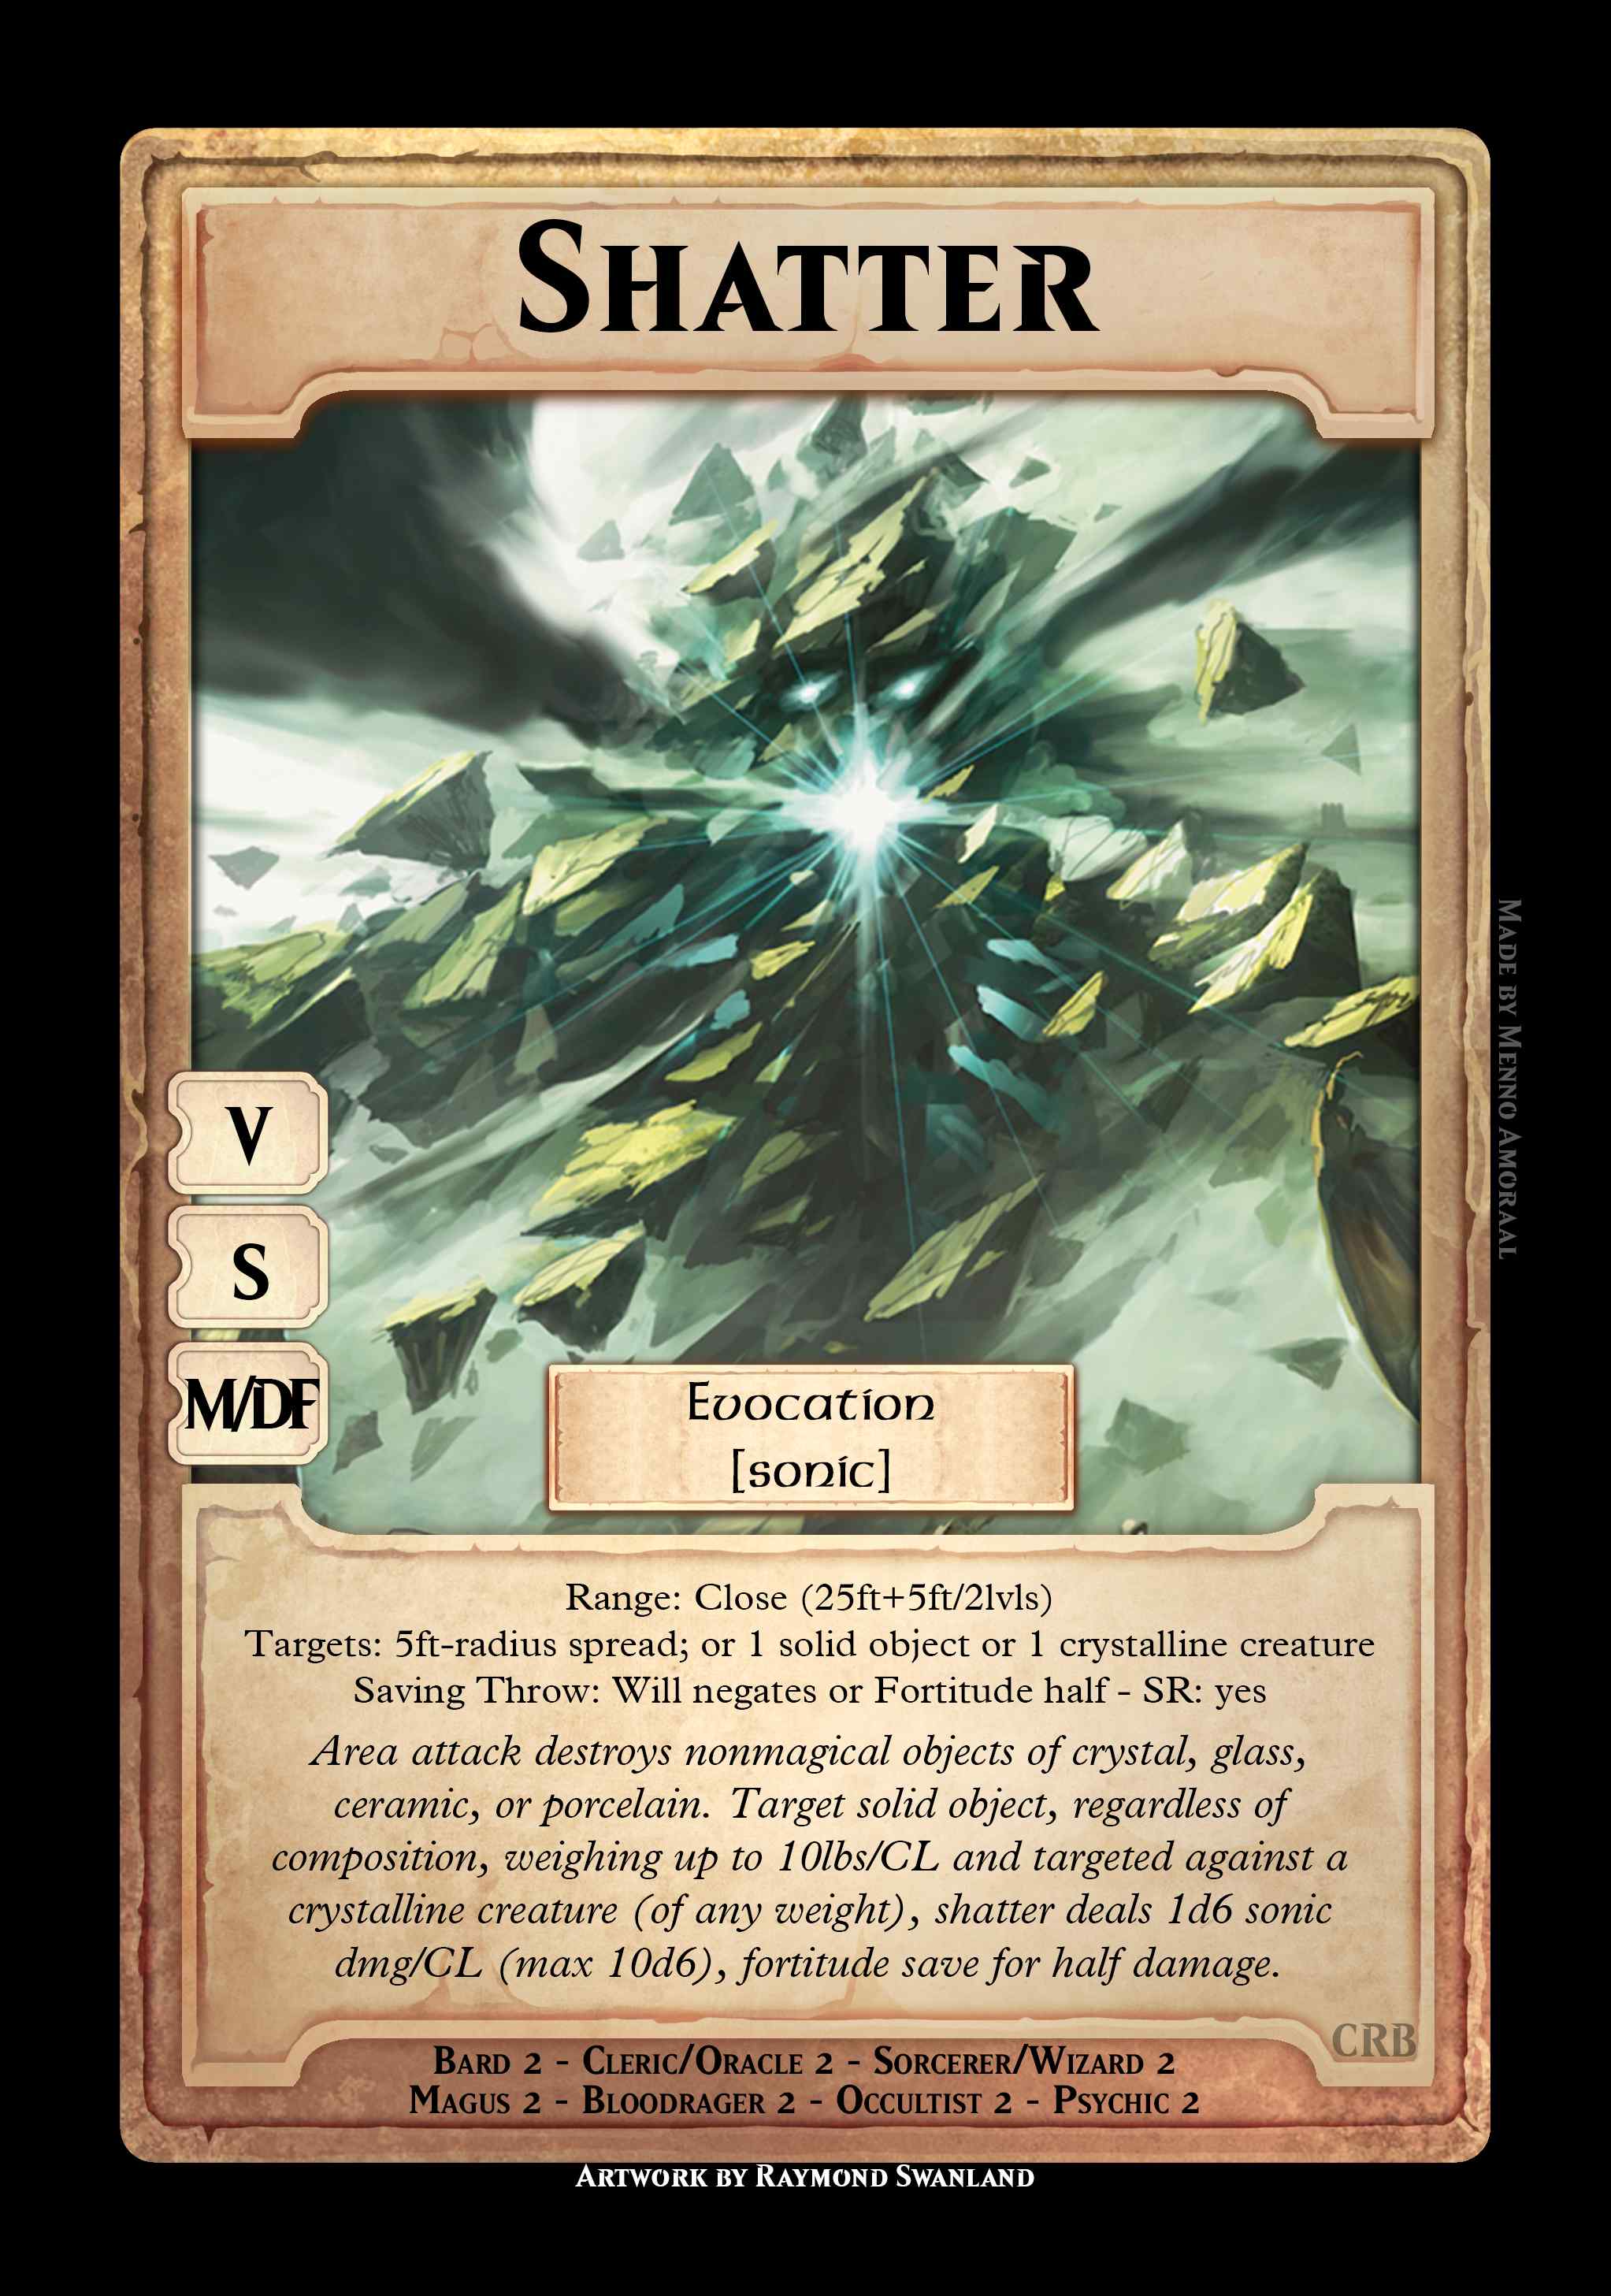 Shatter
V
S
M/DF
Evocation
[sonic]
Range: Close (25ft+5ft/2lvls)
Targets: 5ft-radius spread; or 1 solid object or 1 crystalline creature
Saving Throw: Will negates or Fortitude half - SR: yes
Area attack destroys nonmagical objects of crystal, glass,
ceramic, or porcelain. Target solid object, regardless of
composition, weighing up to 10lbs/CL and targeted against a
crystalline creature (of any weight), shatter deals 1d6 sonic
dmg/CL (max 10d6), fortitude save for half damage.
CRB
Bard 2 - Cleric/Oracle 2 - Sorcerer/Wizard 2
Magus 2 - Bloodrager 2 - Occultist 2 - Psychic 2
Artwork by Raymond Swanland
Made by Menno Amoraal